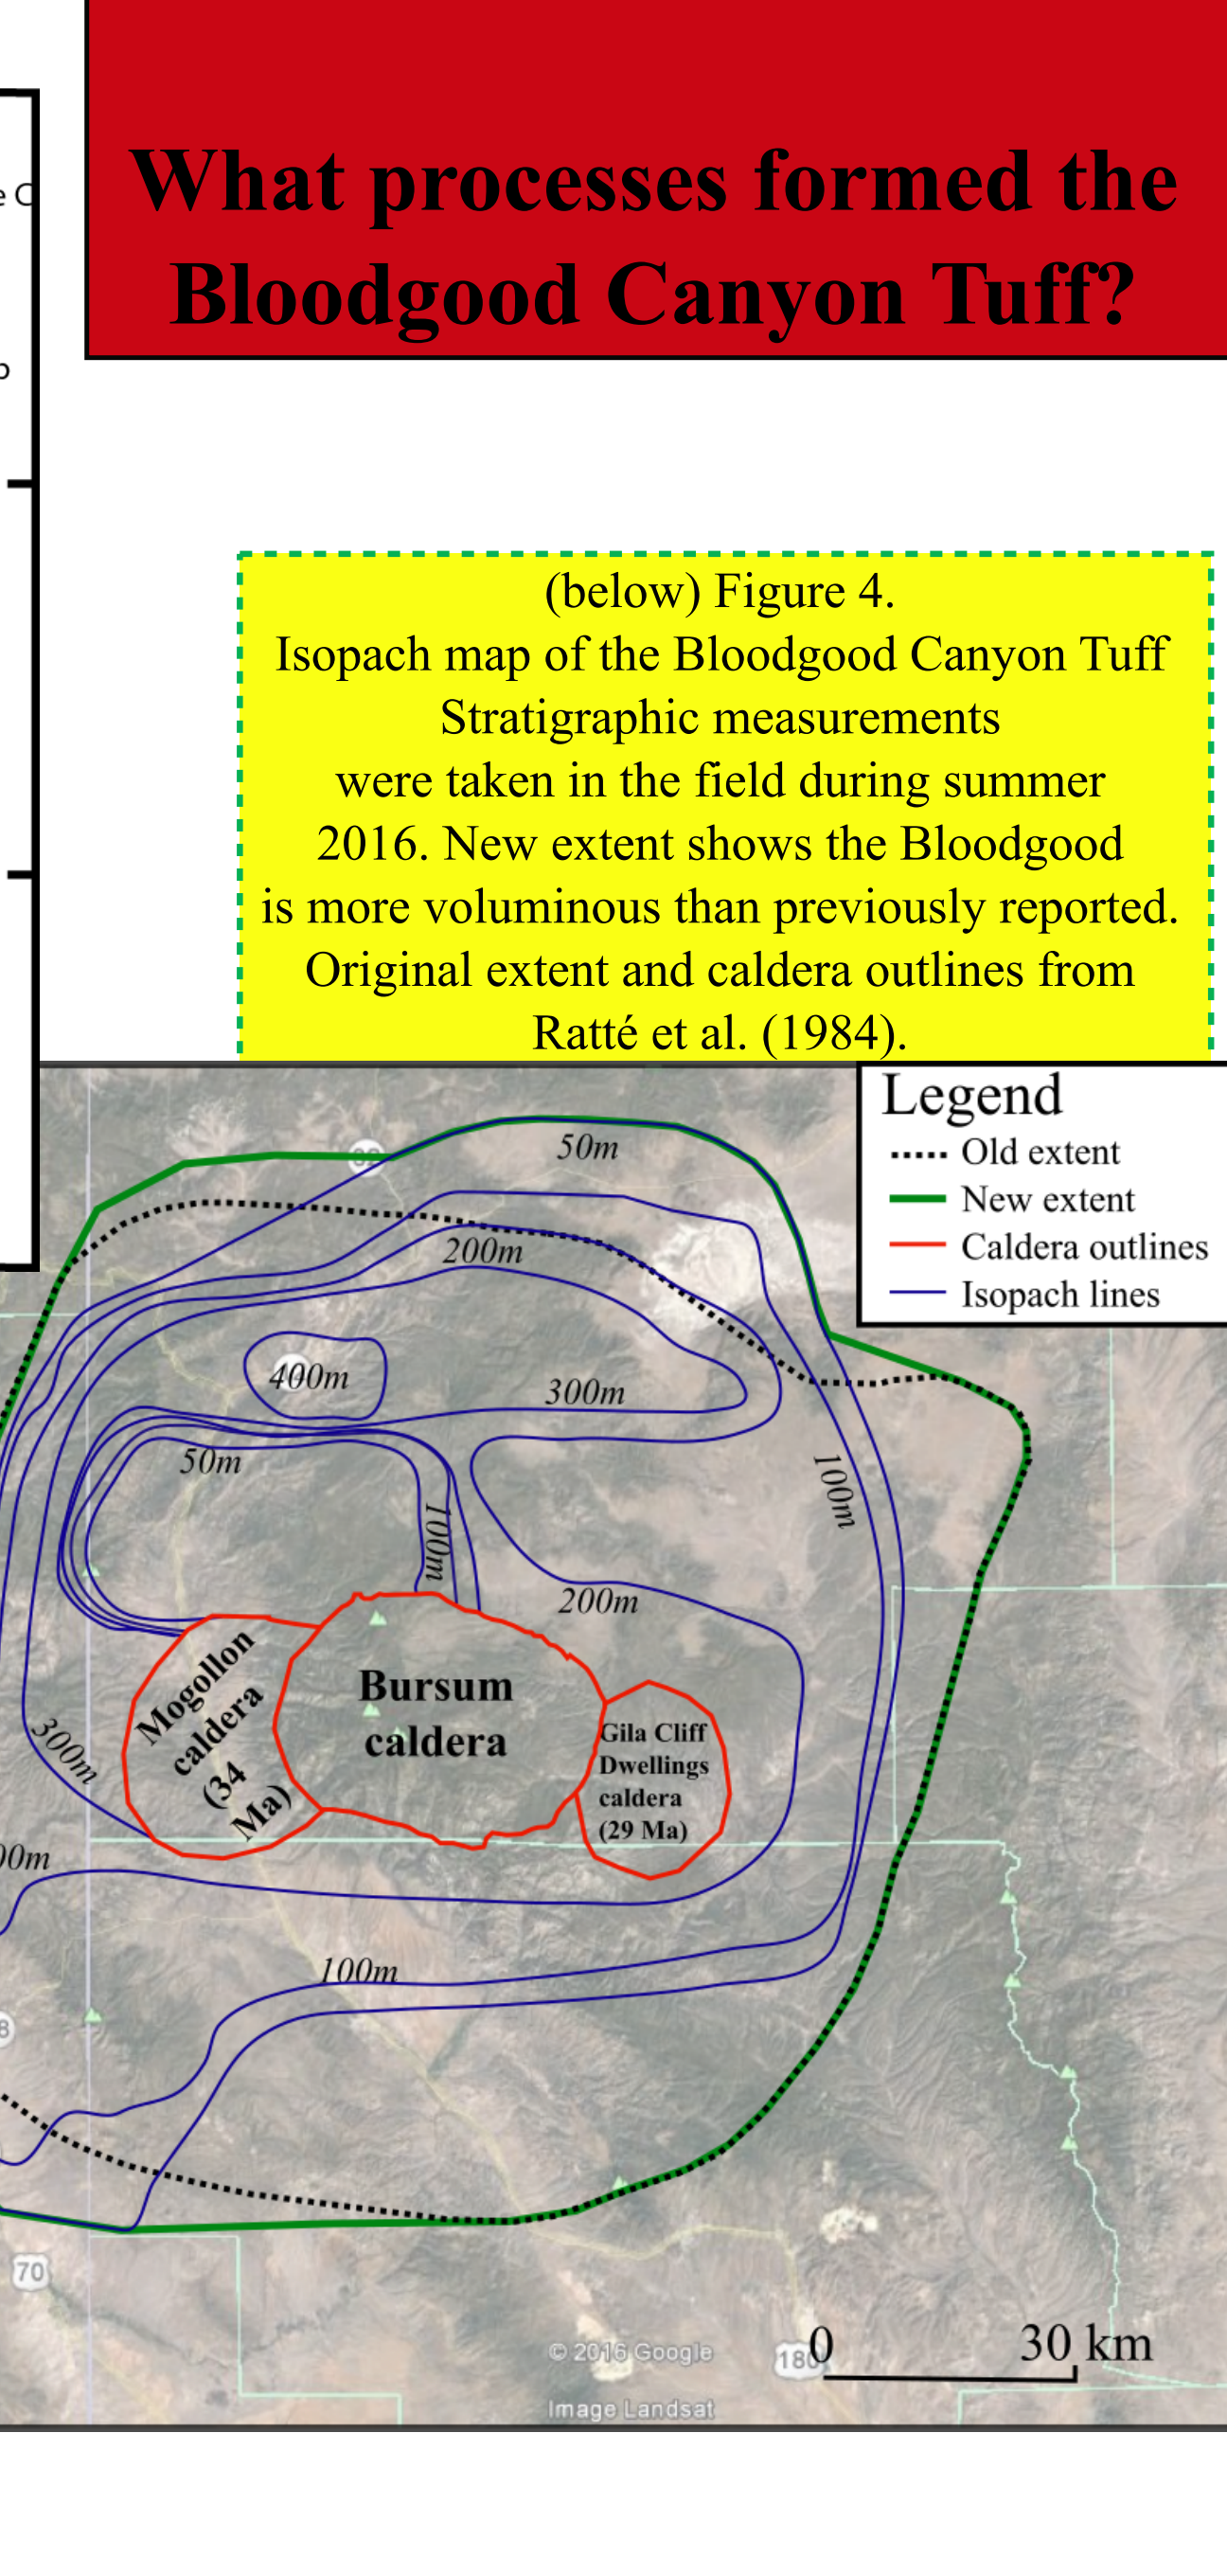 What processes formed the
Bloodgood Canyon Tuff?
(below) Figure 4.
Isopach map of the Bloodgood Canyon Tuff
Stratigraphic measurements
were taken in the field during summer
2016. New extent shows the Bloodgood
is more voluminous than previously reported.
Original extent and caldera outlines from
Ratté et al. (1984).
Legend
Old extent
New extent
Caldera outlines
Isopach lines
50m
200m
400m
300m
50m
100m
100m
200m
Mogollon
caldera
(34
Ma)
Bursum
caldera
Gila Cliff
Dwellings
caldera
(29 Ma)
300m
00m
100m
70
180
0 30 km
© 2016 Google
Image Landsat